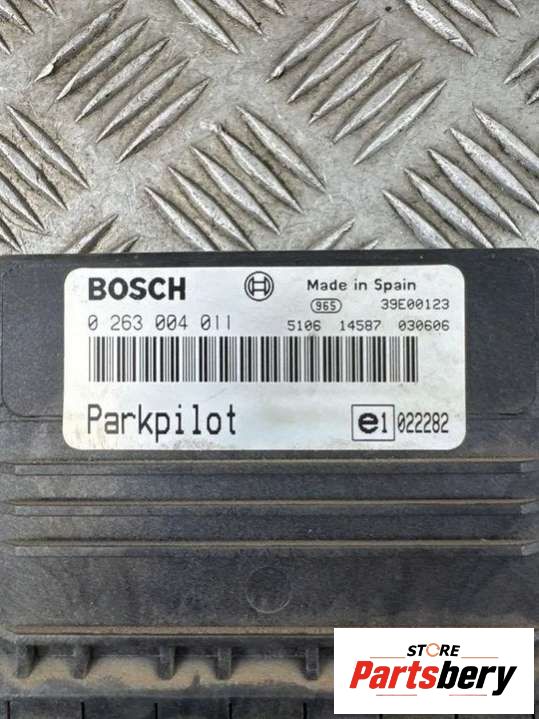 BOSCH Made in Spain
965 39E00123
0 263 004 011 5106 14587 030606
Parkpilot e1 022282
STORE
Partsbery